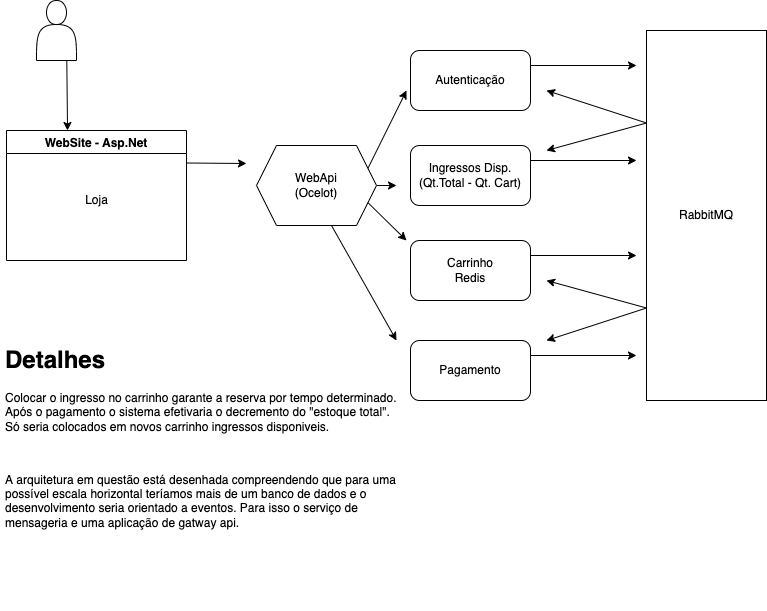 WebSite - Asp.Net
Loja
WebApi
(Ocelot)
Autenticação
Ingressos Disp.
(Qt.Total - Qt. Cart)
Carrinho
Redis
Pagamento
RabbitMQ
Detalhes
Colocar o ingresso no carrinho garante a reserva por tempo determinado.
Após o pagamento o sistema efetivaria o decremento do "estoque total".
Só seria colocados em novos carrinho ingressos disponiveis.
A arquitetura em questão está desenhada compreendendo que para uma
possível escala horizontal teríamos mais de um banco de dados e o
desenvolvimento seria orientado a eventos. Para isso o serviço de
mensageria e uma aplicação de gatway api.